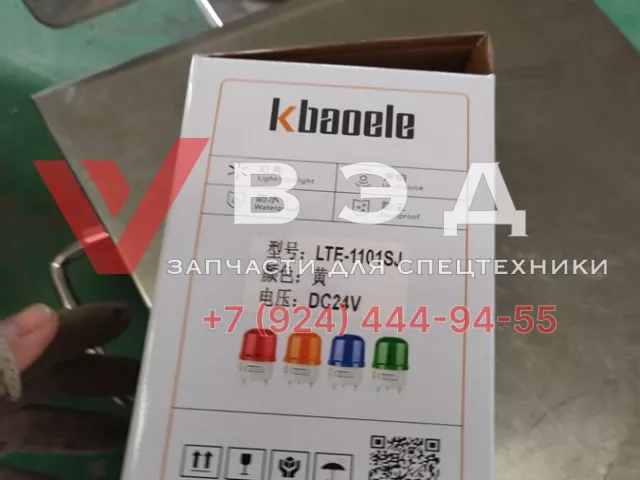 kbaoele
Light
Waterp
型号: LTE-1101SJ
颜色: 黄
电压: DC24V
ВЭД
ЗАПЧАСТИ ДЛЯ СПЕЦТЕХНИКИ
+7 (924) 444-94-55